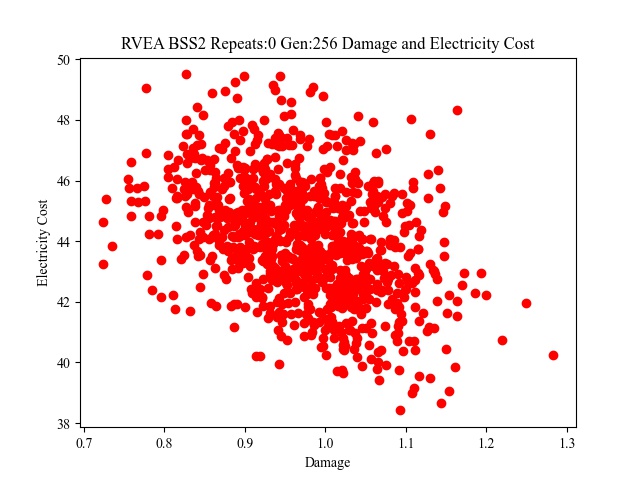 RVEA BSS2 Repeats:0 Gen:256 Damage and Electricity Cost
50
48
46
44
42
40
38
Electricity Cost
0.7 0.8 0.9 1.0 1.1 1.2 1.3
Damage